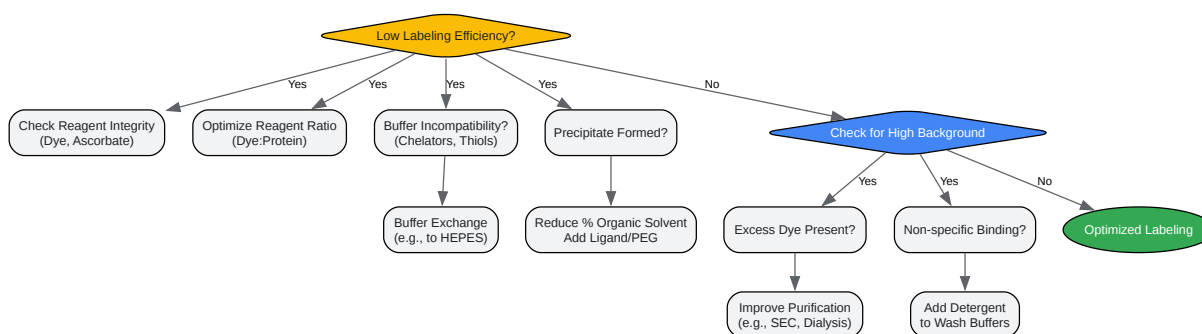 Low Labeling Efficiency?
Yes
Yes
Yes
Yes
No
Check Reagent Integrity
(Dye, Ascorbate)
Optimize Reagent Ratio
(Dye:Protein)
Buffer Incompatibility?
(Chelators, Thiols)
Precipitate Formed?
Check for High Background
Yes
Yes
No
Buffer Exchange
(e.g., to HEPES)
Reduce % Organic Solvent
Add Ligand/PEG
Excess Dye Present?
Non-specific Binding?
Optimized Labeling
Improve Purification
(e.g., SEC, Dialysis)
Add Detergent
to Wash Buffers